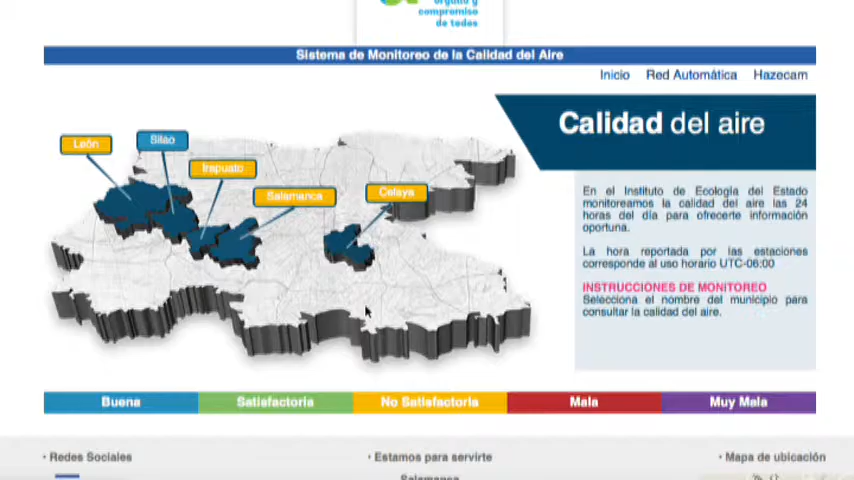 orgullo y
compromiso
de todos
Sistema de Monitoreo de la Calidad del Aire
Inicio Red Automática Hazecam
Calidad del aire
León
Silao
Irapuato
Salamanca
Celaya
En el Instituto de Ecología del Estado
monitoreamos la calidad del aire las 24
horas del día para ofrecerte información
oportuna.
La hora reportada por las estaciones
corresponde al uso horario UTC-06:00
INSTRUCCIONES DE MONITOREO
Selecciona el nombre del municipio para
consultar la calidad del aire.
Buena Satisfactoria No Satisfactoria Mala Muy Mala
• Redes Sociales • Estamos para servirte • Mapa de ubicación
Salamanca